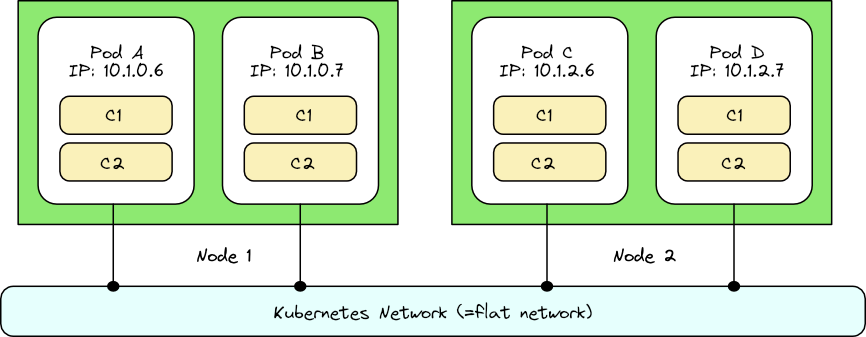 Pod A
IP: 10.1.0.6
C1
C2
Pod B
IP: 10.1.0.7
C1
C2
Pod C
IP: 10.1.2.6
C1
C2
Pod D
IP: 10.1.2.7
C1
C2
Node 1
Node 2
Kubernetes Network (=flat network)